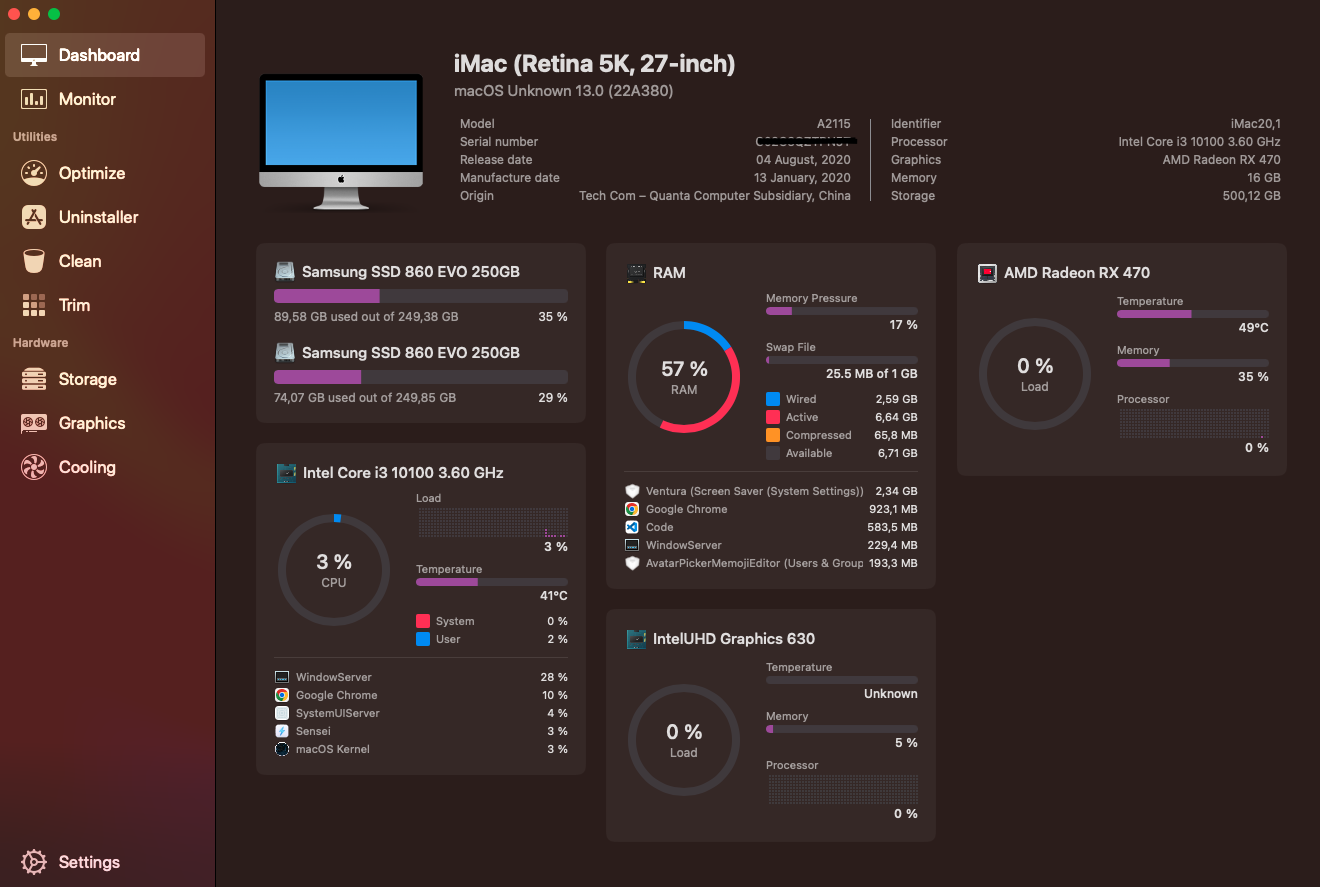 Dashboard
Monitor
Utilities
Optimize
Uninstaller
Clean
Trim
Hardware
Storage
Graphics
Cooling
Settings
iMac (Retina 5K, 27-inch)
macOS Unknown 13.0 (22A380)
Model A2115
Serial number
Release date 04 August, 2020
Manufacture date 13 January, 2020
Origin Tech Com – Quanta Computer Subsidiary, China
Identifier iMac20,1
Processor Intel Core i3 10100 3.60 GHz
Graphics AMD Radeon RX 470
Memory 16 GB
Storage 500,12 GB
Samsung SSD 860 EVO 250GB
89,58 GB used out of 249,38 GB 35 %
Samsung SSD 860 EVO 250GB
74,07 GB used out of 249,85 GB 29 %
Intel Core i3 10100 3.60 GHz
3 %
CPU
Load
3 %
Temperature
41°C
System 0 %
User 2 %
WindowServer 28 %
Google Chrome 10 %
SystemUIServer 4 %
Sensei 3 %
macOS Kernel 3 %
RAM
57 %
RAM
Memory Pressure
17 %
Swap File
25.5 MB of 1 GB
Wired 2,59 GB
Active 6,64 GB
Compressed 65,8 MB
Available 6,71 GB
Ventura (Screen Saver (System Settings)) 2,34 GB
Google Chrome 923,1 MB
Code 583,5 MB
WindowServer 229,4 MB
AvatarPickerMemojiEditor (Users & Group 193,3 MB
IntelUHD Graphics 630
0 %
Load
Temperature
Unknown
Memory
5 %
Processor
0 %
AMD Radeon RX 470
0 %
Load
Temperature
49°C
Memory
35 %
Processor
0 %